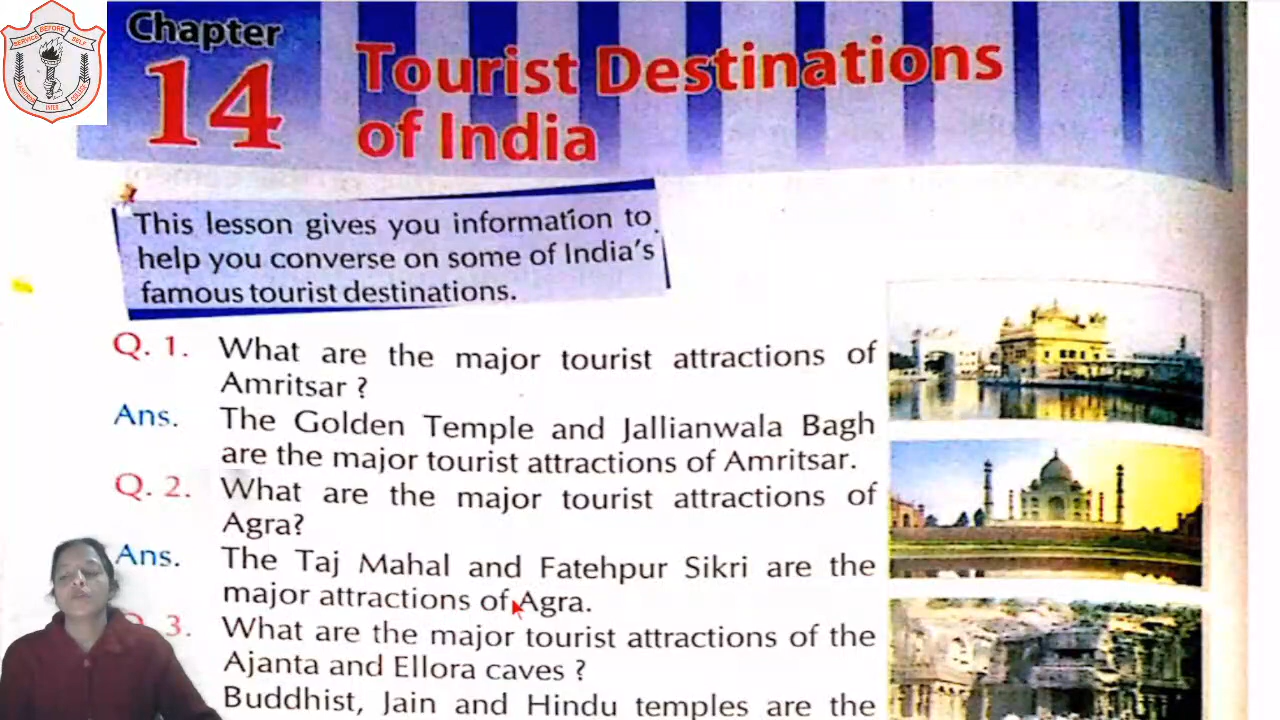 SERVICE BEFORE SELF
INTER
Chapter
14
Tourist Destinations
of India
This lesson gives you information to
help you converse on some of India's
famous tourist destinations.
Q. 1. What are the major tourist attractions of
Amritsar ?
Ans. The Golden Temple and Jallianwala Bagh
are the major tourist attractions of Amritsar.
Q. 2. What are the major tourist attractions of
Agra?
Ans. The Taj Mahal and Fatehpur Sikri are the
major attractions of Agra.
3. What are the major tourist attractions of the
Ajanta and Ellora caves ?
Buddhist, Jain and Hindu temples are the